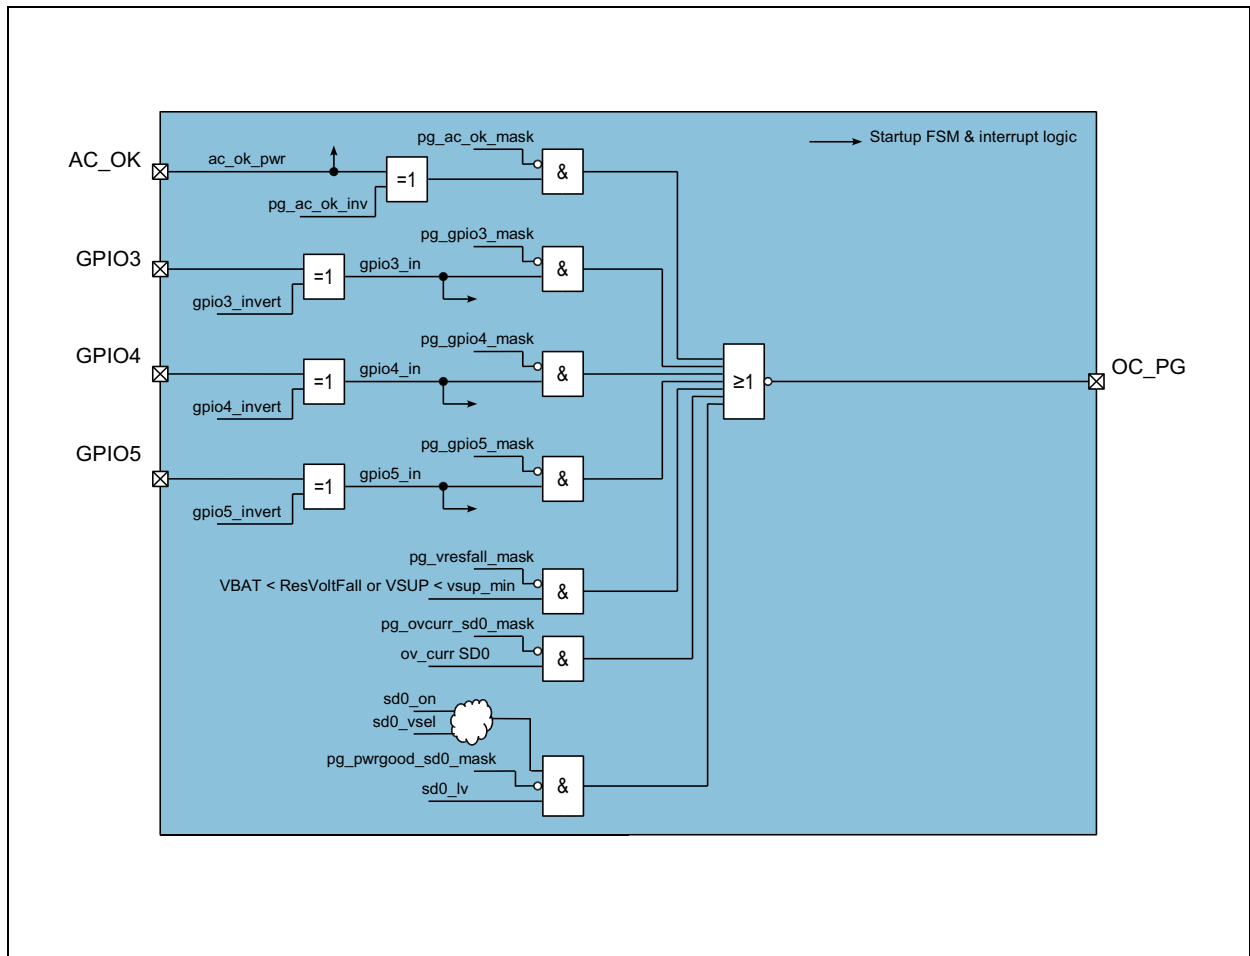 pg_ac_ok_mask
Startup FSM & interrupt logic
AC_OK
ac_ok_pwr
=1
&
pg_ac_ok_inv
pg_gpio3_mask
GPIO3
gpio3_in
=1
&
gpio3_invert
pg_gpio4_mask
GPIO4
gpio4_in
=1
&
gpio4_invert
≥1
OC_PG
pg_gpio5_mask
GPIO5
gpio5_in
=1
&
gpio5_invert
pg_vresfall_mask
VBAT < ResVoltFall or VSUP < vsup_min
&
pg_ovcurr_sd0_mask
ov_curr SD0
&
sd0_on
sd0_vsel
pg_pwrgood_sd0_mask
sd0_lv
&